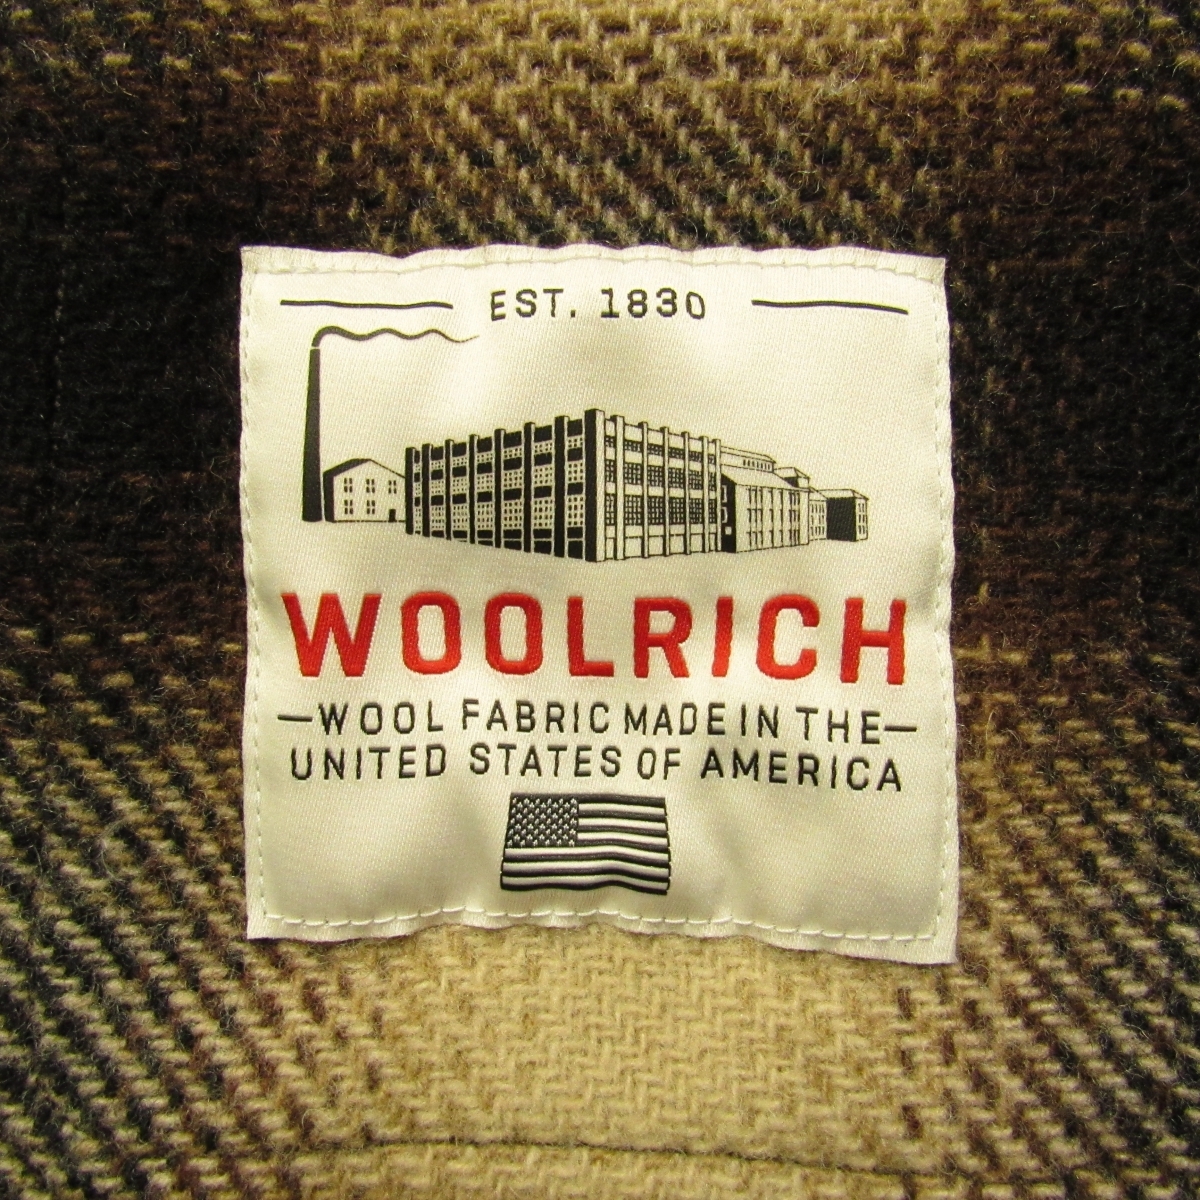 EST. 1830
WOOLRICH
—WOOL FABRIC MADE IN THE—
UNITED STATES OF AMERICA